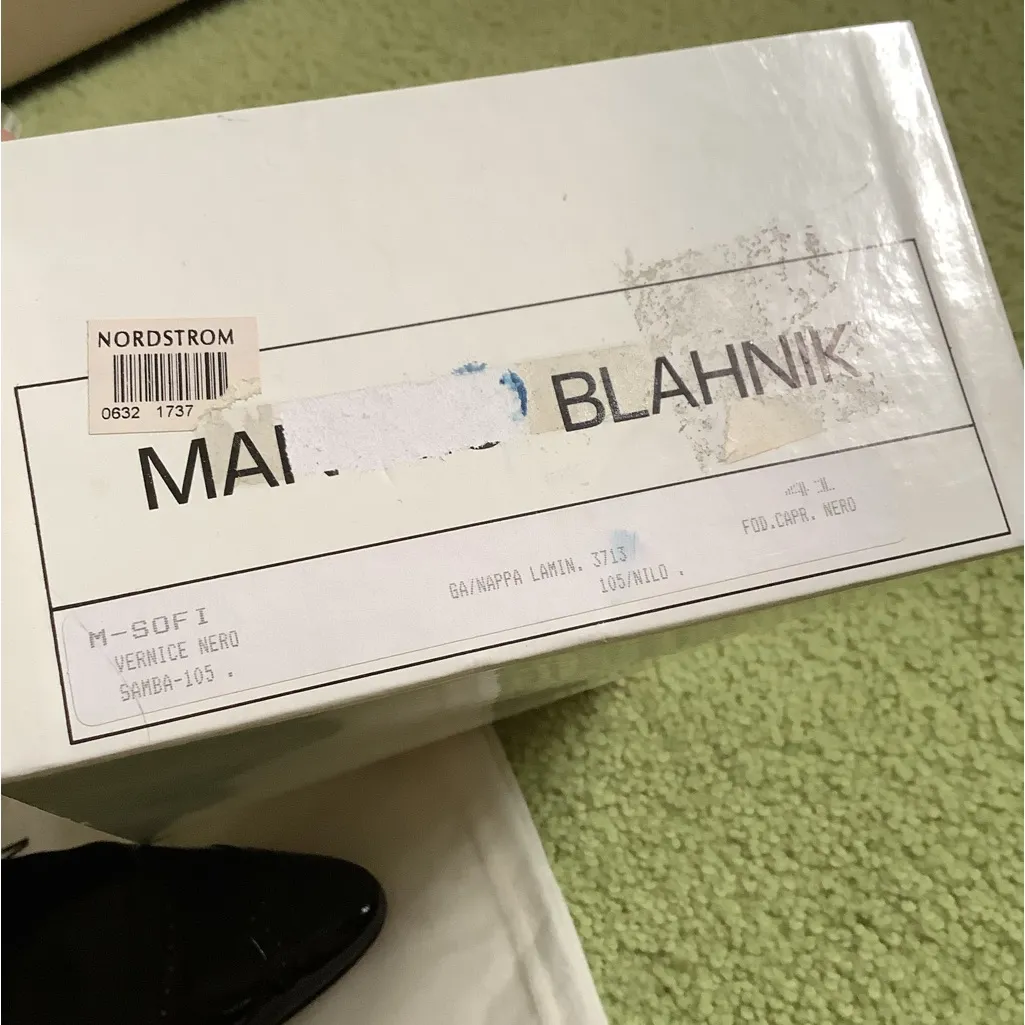 NORDSTROM
0632 1737
BLAHNIK
41
FOD.CAPR. NERO
GA/NAPPA LAMIN. 3713
105/NILO .
M-SOFI
VERNICE NERO
SAMBA-105 .